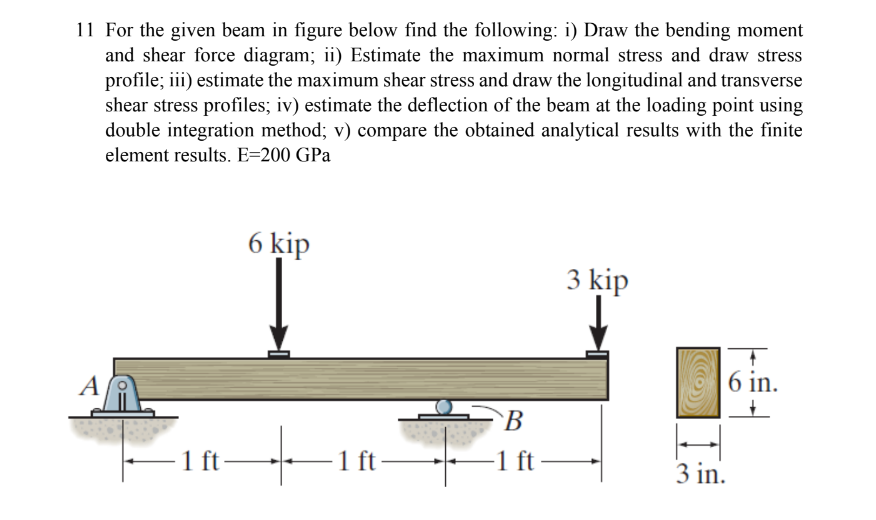 11 For the given beam in figure below find the following: i) Draw the bending moment
and shear force diagram; ii) Estimate the maximum normal stress and draw stress
profile; iii) estimate the maximum shear stress and draw the longitudinal and transverse
shear stress profiles; iv) estimate the deflection of the beam at the loading point using
double integration method; v) compare the obtained analytical results with the finite
element results. E=200 GPa
6 kip
3 kip
A
6 in.
B
1 ft
1 ft
1 ft
3 in.